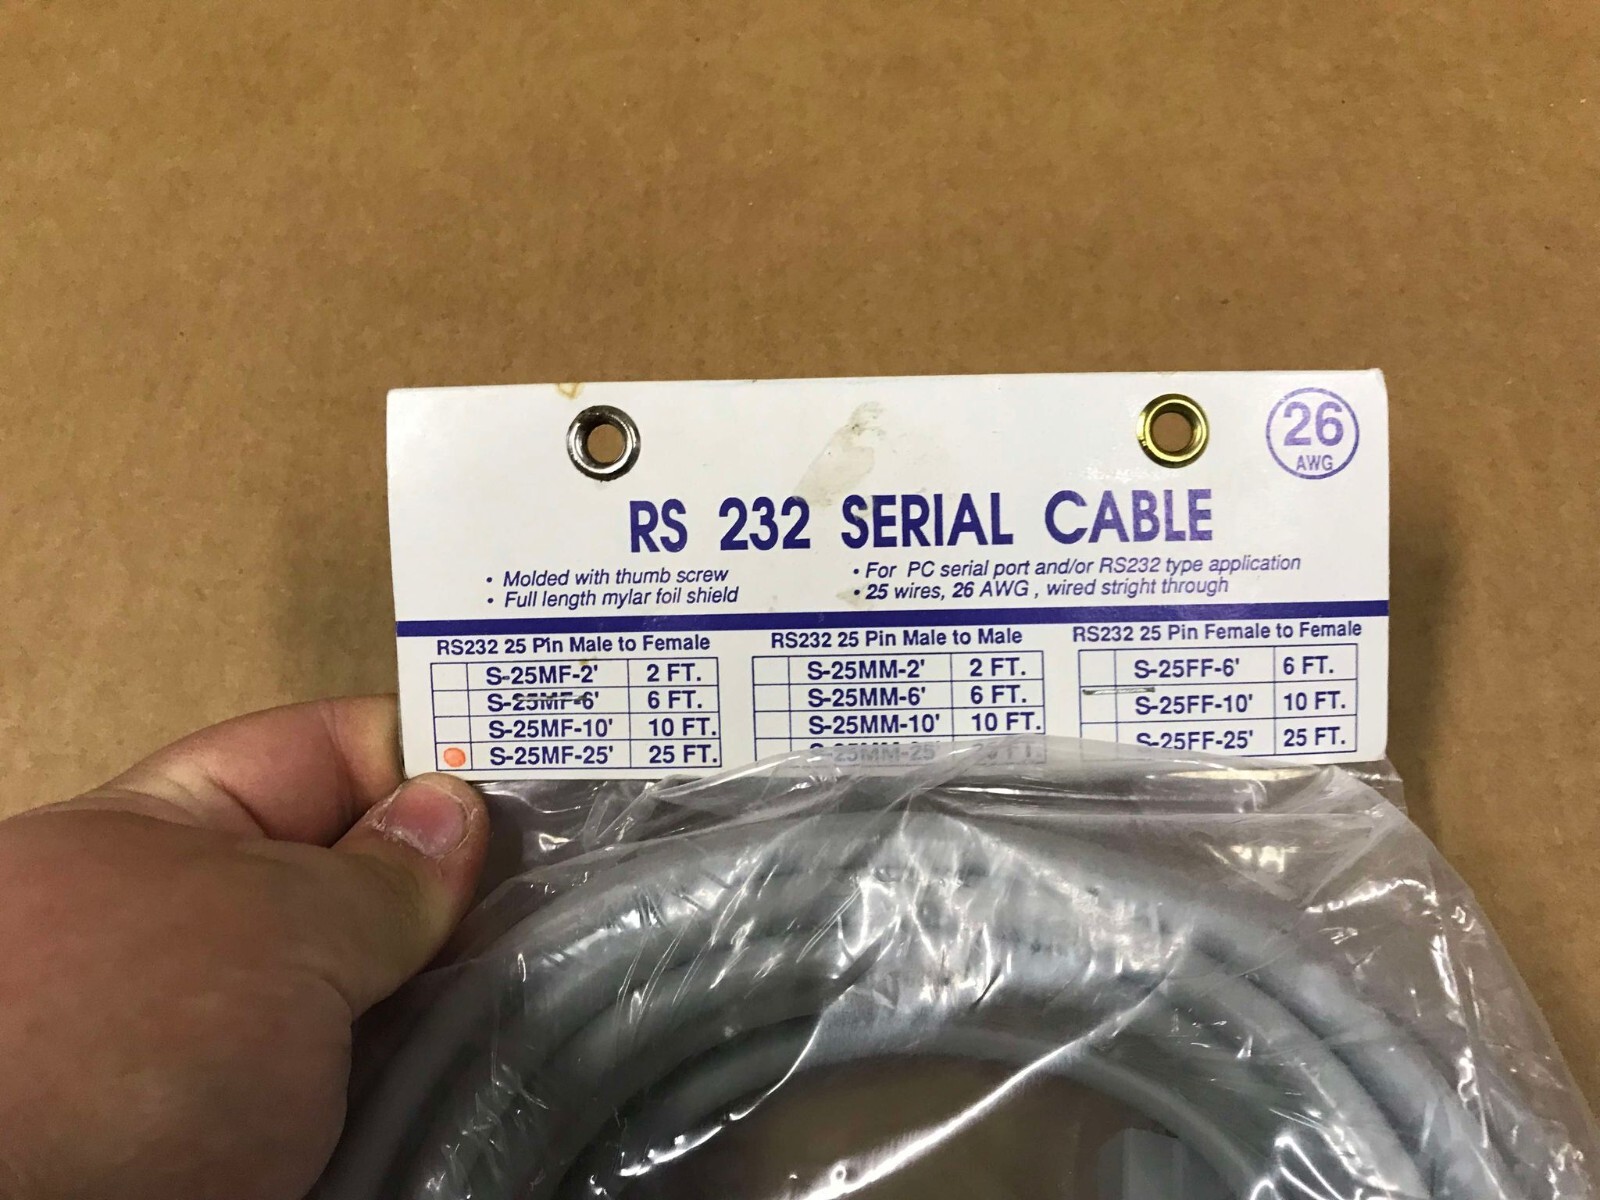 26
AWG
RS 232 SERIAL CABLE
• Molded with thumb screw
• Full length mylar foil shield
• For PC serial port and/or RS232 type application
• 25 wires, 26 AWG , wired stright through
RS232 25 Pin Male to Female
S-25MF-2' 2 FT.
S-25MF-6' 6 FT.
S-25MF-10' 10 FT.
S-25MF-25' 25 FT.
RS232 25 Pin Male to Male
S-25MM-2' 2 FT.
S-25MM-6' 6 FT.
S-25MM-10' 10 FT.
S-25MM-25' 25 FT.
RS232 25 Pin Female to Female
S-25FF-6' 6 FT.
S-25FF-10' 10 FT.
S-25FF-25' 25 FT.